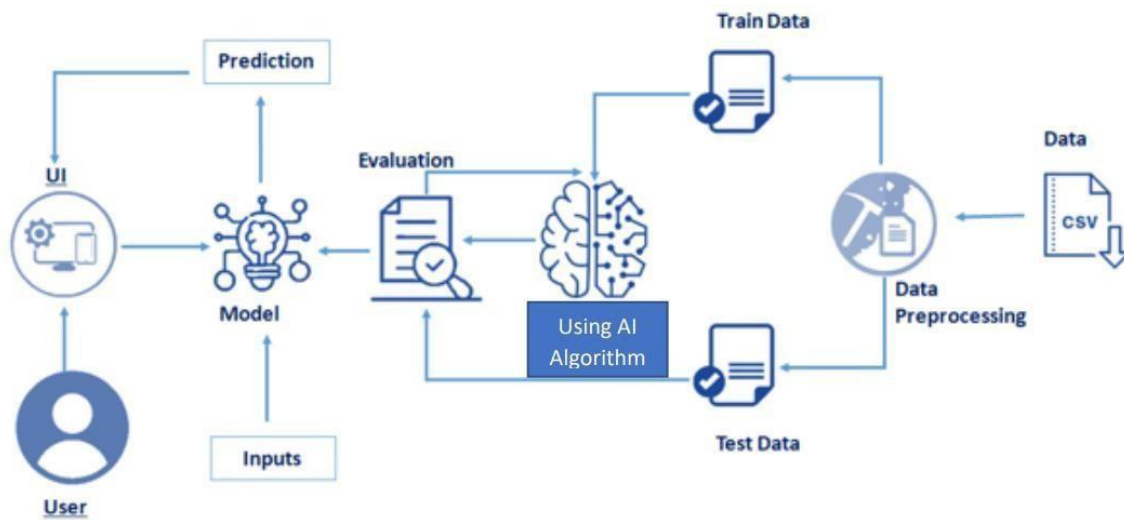 Train Data
Prediction
Data
Evaluation
UI
CSV
Model
Data
Preprocessing
Using AI
Algorithm
Test Data
Inputs
User